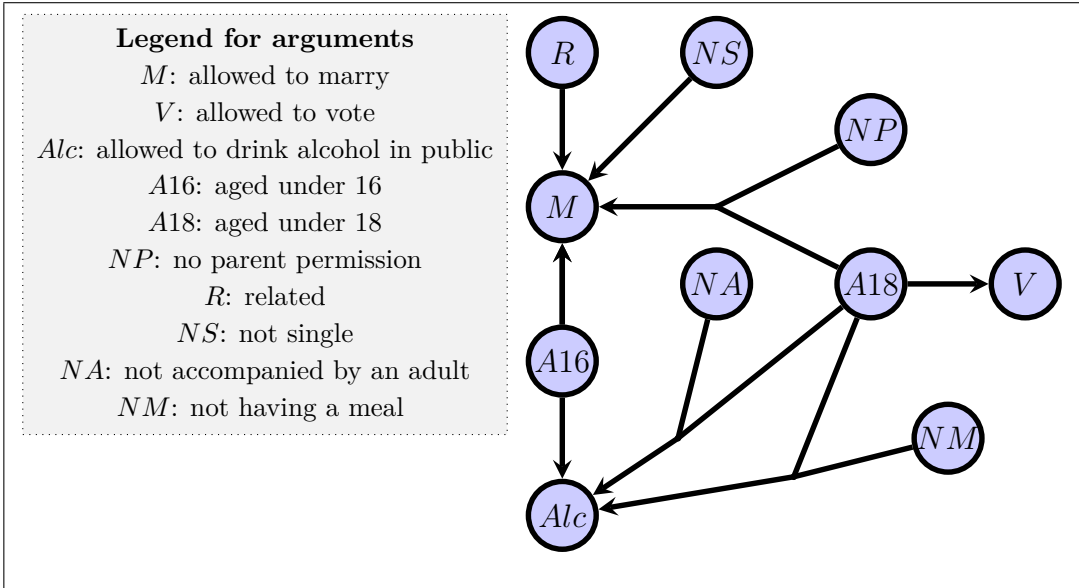 Legend for arguments
M: allowed to marry
V: allowed to vote
Alc: allowed to drink alcohol in public
A16: aged under 16
A18: aged under 18
NP: no parent permission
R: related
NS: not single
NA: not accompanied by an adult
NM: not having a meal
R
NS
NP
M
NA
A18
V
A16
NM
Alc